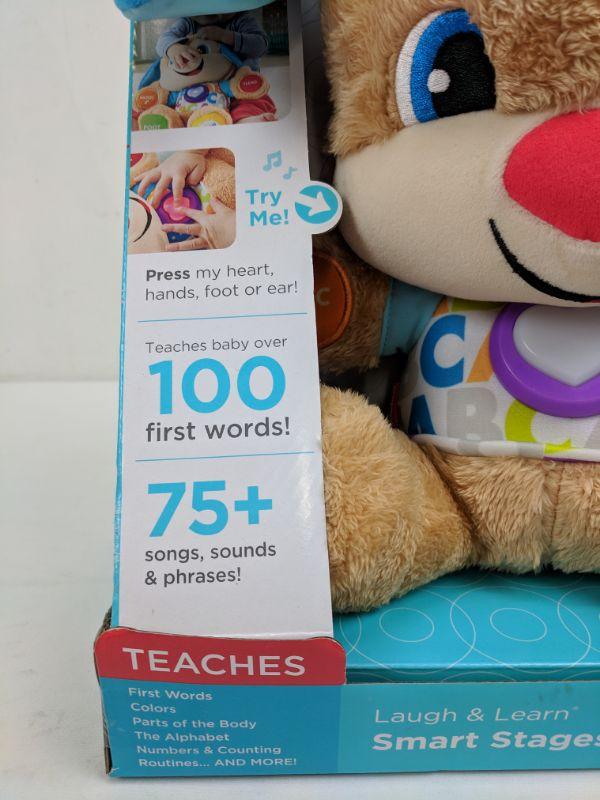 Try
Me!
Press my heart,
hands, foot or ear!
Teaches baby over
100
first words!
75+
songs, sounds
& phrases!
C
C
A B C
TEACHES
First Words
Colors
Parts of the Body
The Alphabet
Numbers & Counting
Routines... AND MORE!
Laugh & Learn
Smart Stages